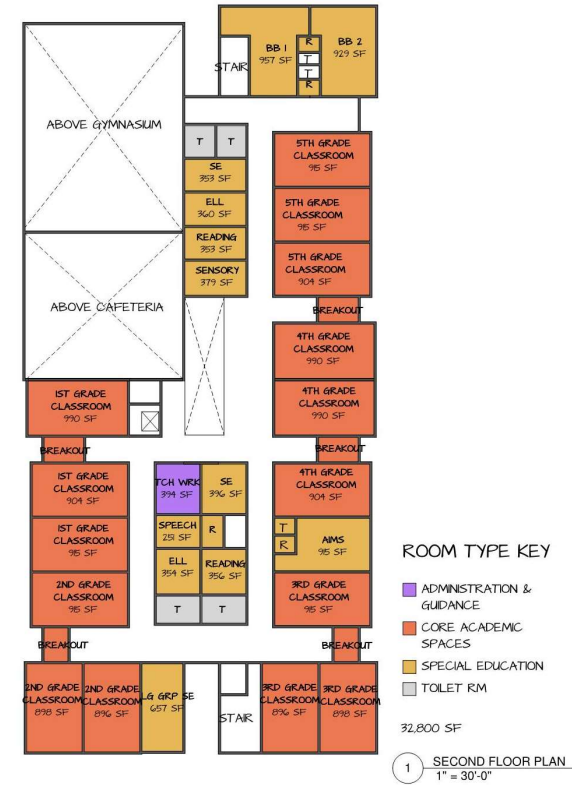 BB 1
957 SF
R
T
T
R
BB 2
929 SF
STAIR
ABOVE GYMNASIUM
T
T
SE
353 SF
ELL
360 SF
READING
353 SF
SENSORY
379 SF
5TH GRADE
CLASSROOM
915 SF
5TH GRADE
CLASSROOM
915 SF
5TH GRADE
CLASSROOM
904 SF
BREAKOUT
ABOVE CAFETERIA
4TH GRADE
CLASSROOM
990 SF
4TH GRADE
CLASSROOM
990 SF
BREAKOUT
1ST GRADE
CLASSROOM
990 SF
BREAKOUT
1ST GRADE
CLASSROOM
904 SF
1ST GRADE
CLASSROOM
915 SF
2ND GRADE
CLASSROOM
915 SF
BREAKOUT
TCH WRK
394 SF
SE
396 SF
SPEECH
251 SF
R
ELL
354 SF
READING
356 SF
T
T
4TH GRADE
CLASSROOM
904 SF
T
R
AIMS
915 SF
3RD GRADE
CLASSROOM
915 SF
BREAKOUT
2ND GRADE
CLASSROOM
898 SF
2ND GRADE
CLASSROOM
896 SF
LG GRP SE
657 SF
STAIR
3RD GRADE
CLASSROOM
896 SF
3RD GRADE
CLASSROOM
898 SF
ROOM TYPE KEY
ADMINISTRATION &
GUIDANCE
CORE ACADEMIC
SPACES
SPECIAL EDUCATION
TOILET RM
32,800 SF
1
SECOND FLOOR PLAN
1" = 30'-0"